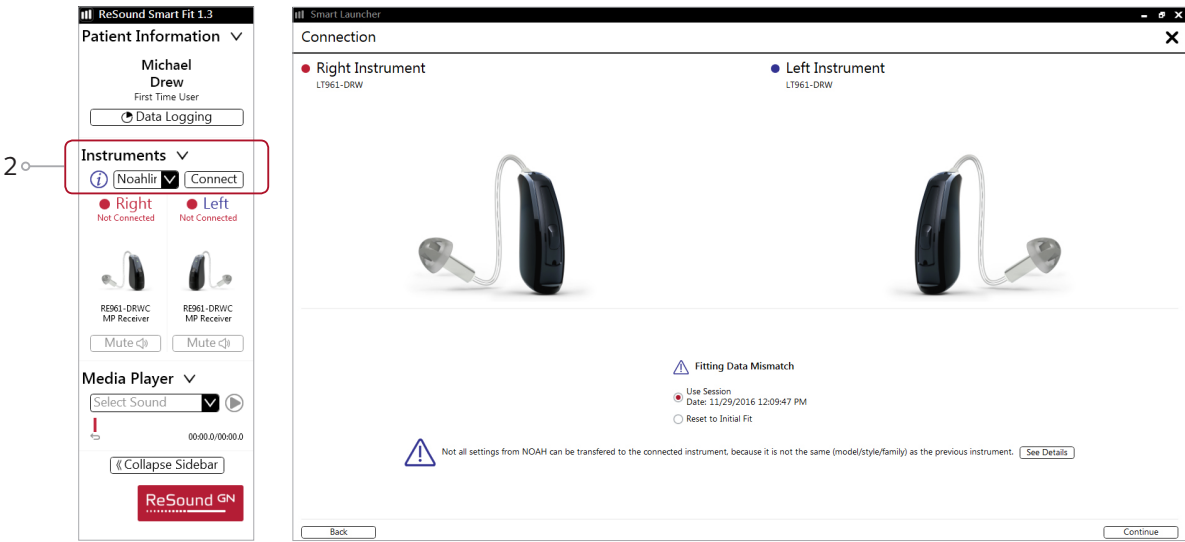 ReSound Smart Fit 1.3
Patient Information
Michael
Drew
First Time User
Data Logging
2
Instruments
i Noahlir Connect
Right Left
Not Connected Not Connected
RE961-DRWC RE961-DRWC
MP Receiver MP Receiver
Mute Mute
Media Player
Select Sound
00:00.0/00:00.0
Collapse Sidebar
ReSound GN
Smart Launcher
Connection
Right Instrument
LT961-DRW
Left Instrument
LT961-DRW
Fitting Data Mismatch
Use Session
Date: 11/29/2016 12:09:47 PM
Reset to Initial Fit
Not all settings from NOAH can be transfered to the connected instrument, because it is not the same (model/style/family) as the previous instrument. See Details
Back Continue